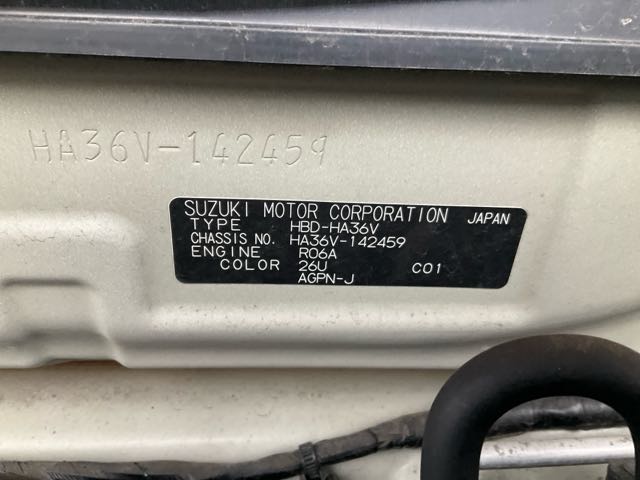 HA36V-142459
SUZUKI MOTOR CORPORATION JAPAN
TYPE HBD-HA36V
CHASSIS NO. HA36V-142459
ENGINE R06A
COLOR 26U C01
AGPN-J